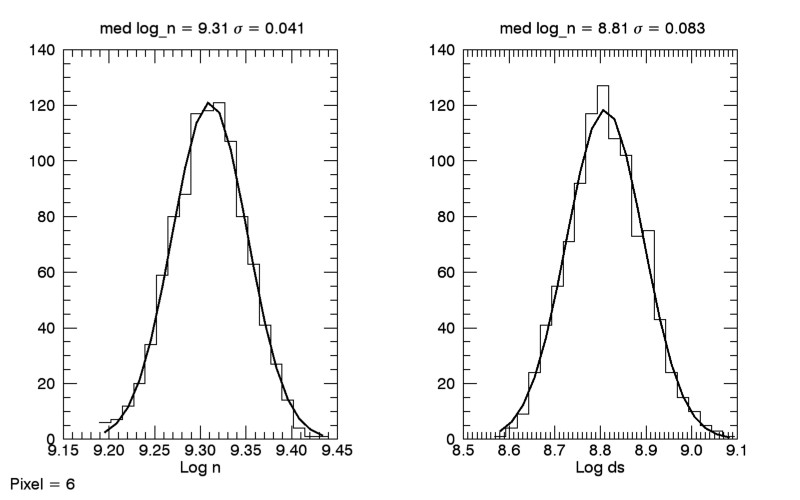 med log_n = 9.31 σ = 0.041
140
120
100
80
60
40
20
0
9.15 9.20 9.25 9.30 9.35 9.40 9.45
Log n
med log_n = 8.81 σ = 0.083
140
120
100
80
60
40
20
0
8.5 8.6 8.7 8.8 8.9 9.0 9.1
Log ds
Pixel = 6